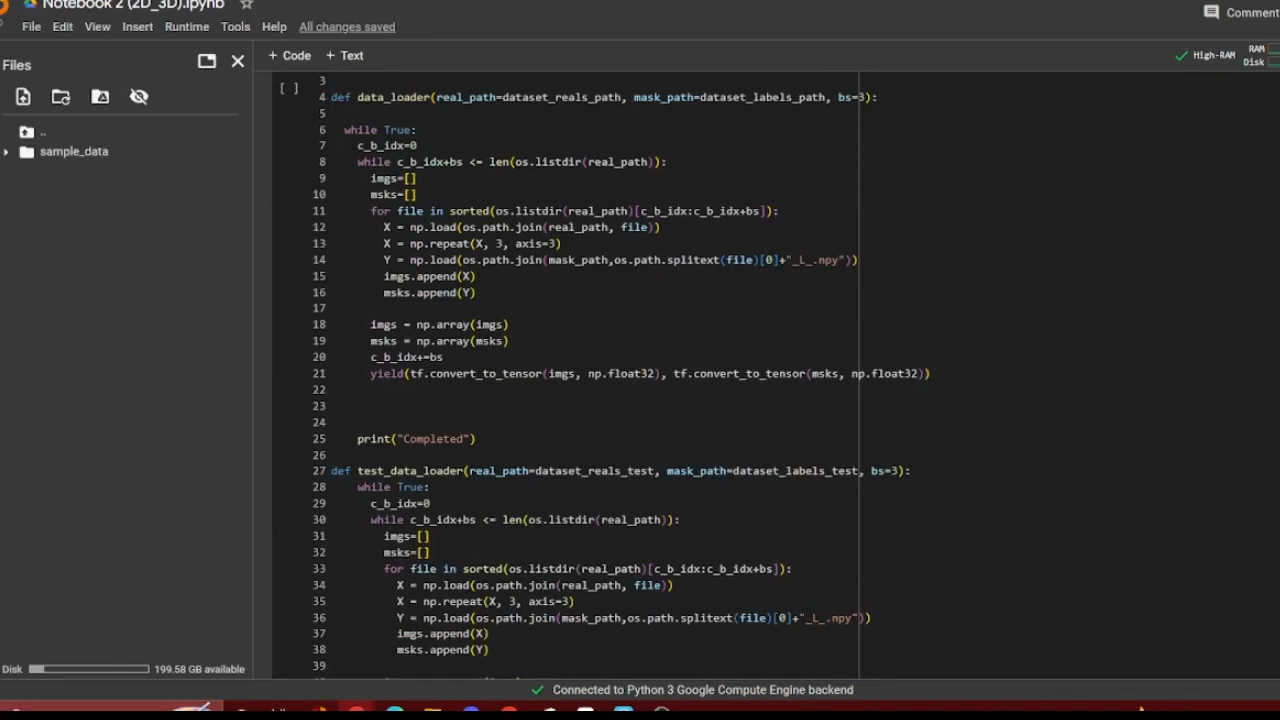 Notebook 2 (2D_3D).ipynb
File Edit View Insert Runtime Tools Help All changes saved
Comment
Files
+ Code + Text
High-RAM
RAM
Disk
..
sample_data
[ ]
3
4 def data_loader(real_path=dataset_reals_path, mask_path=dataset_labels_path, bs=3):
5
6 while True:
7 c_b_idx=0
8 while c_b_idx+bs <= len(os.listdir(real_path)):
9 imgs=[]
10 msks=[]
11 for file in sorted(os.listdir(real_path)[c_b_idx:c_b_idx+bs]):
12 X = np.load(os.path.join(real_path, file))
13 X = np.repeat(X, 3, axis=3)
14 Y = np.load(os.path.join(mask_path,os.path.splitext(file)[0]+"_L_.npy"))
15 imgs.append(X)
16 msks.append(Y)
17
18 imgs = np.array(imgs)
19 msks = np.array(msks)
20 c_b_idx+=bs
21 yield(tf.convert_to_tensor(imgs, np.float32), tf.convert_to_tensor(msks, np.float32))
22
23
24
25 print("Completed")
26
27 def test_data_loader(real_path=dataset_reals_test, mask_path=dataset_labels_test, bs=3):
28 while True:
29 c_b_idx=0
30 while c_b_idx+bs <= len(os.listdir(real_path)):
31 imgs=[]
32 msks=[]
33 for file in sorted(os.listdir(real_path)[c_b_idx:c_b_idx+bs]):
34 X = np.load(os.path.join(real_path, file))
35 X = np.repeat(X, 3, axis=3)
36 Y = np.load(os.path.join(mask_path,os.path.splitext(file)[0]+"_L_.npy"))
37 imgs.append(X)
38 msks.append(Y)
39
Disk 199.58 GB available
Connected to Python 3 Google Compute Engine backend